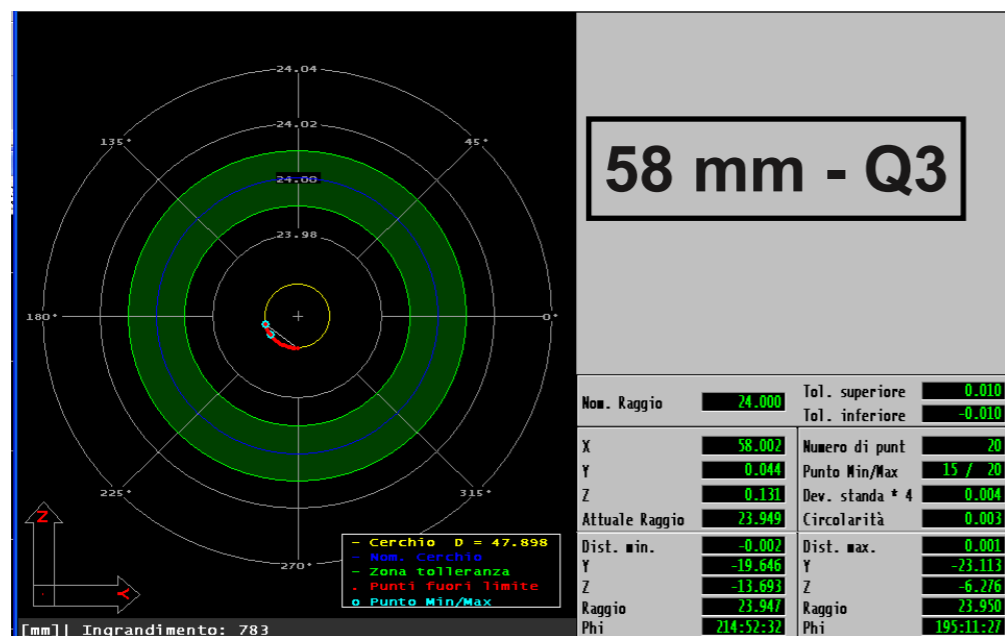 24.04
24.02
135°
45°
24.00
23.98
180°
0°
225°
315°
270°
Z
Y
– Cerchio D = 47.898
– Nom. Cerchio
– Zona tolleranza
. Punti fuori limite
o Punto Min/Max
[mm]| Ingrandimento: 783
58 mm - Q3
Nom. Raggio 24.000
Tol. superiore 0.010
Tol. inferiore -0.010
X 58.002
Y 0.044
Z 0.131
Attuale Raggio 23.949
Numero di punt 20
Punto Min/Max 15 / 20
Dev. standa * 4 0.004
Circolarità 0.003
Dist. min. -0.002
Y -19.646
Z -13.693
Raggio 23.947
Phi 214:52:32
Dist. max. 0.001
Y -23.113
Z -6.276
Raggio 23.950
Phi 195:11:27